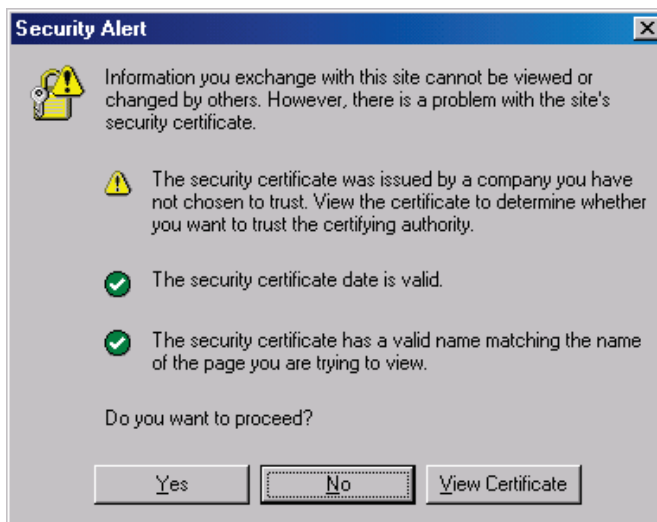 Security Alert
Information you exchange with this site cannot be viewed or
changed by others. However, there is a problem with the site's
security certificate.
The security certificate was issued by a company you have
not chosen to trust. View the certificate to determine whether
you want to trust the certifying authority.
The security certificate date is valid.
The security certificate has a valid name matching the name
of the page you are trying to view.
Do you want to proceed?
Yes No View Certificate